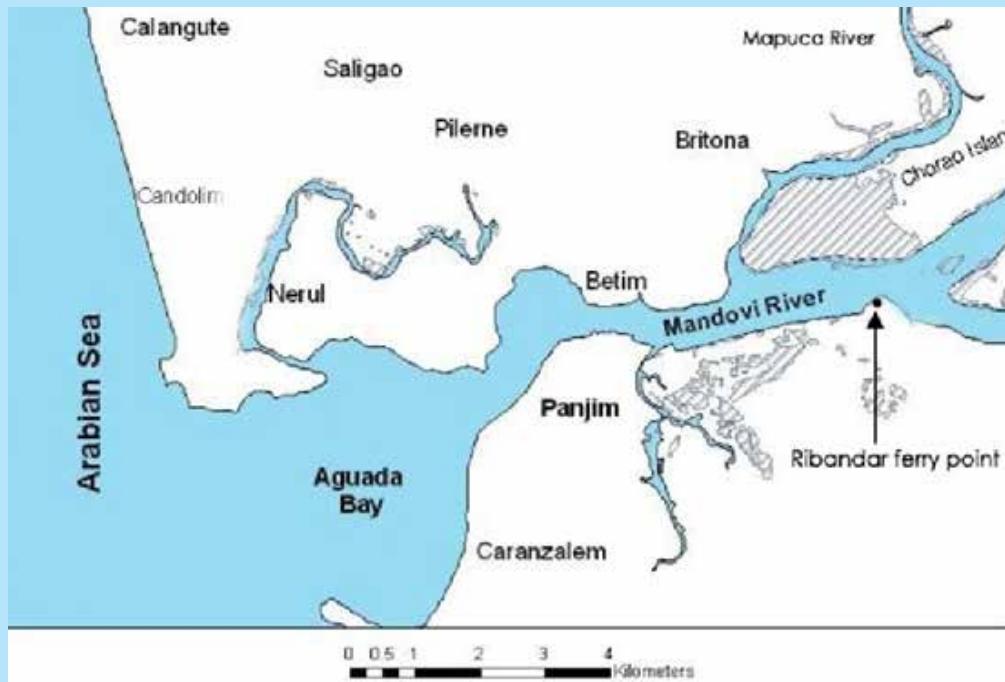 Calangute
Mapuca River
Saligao
Pilerne
Britona
Chorao Islan
Candolim
Nerul
Betim
Mandovi River
Arabian Sea
Panjim
Ribandar ferry point
Aguada
Bay
Caranzalem
0 0.5 1 2 3 4
Kilometers